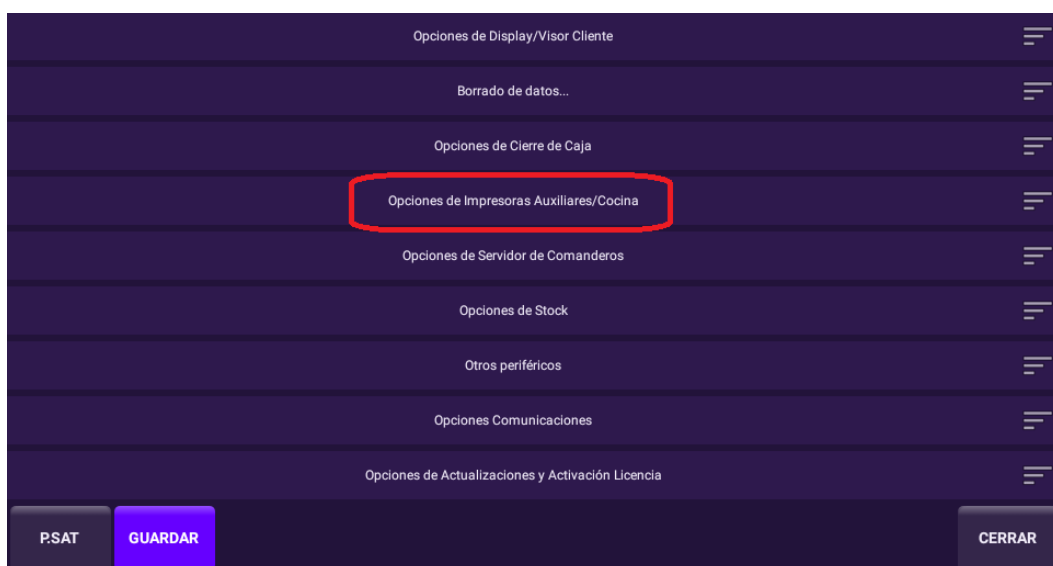 Opciones de Display/Visor Cliente
Borrado de datos...
Opciones de Cierre de Caja
Opciones de Impresoras Auxiliares/Cocina
Opciones de Servidor de Comanderos
Opciones de Stock
Otros periféricos
Opciones Comunicaciones
Opciones de Actualizaciones y Activación Licencia
P.SAT GUARDAR CERRAR